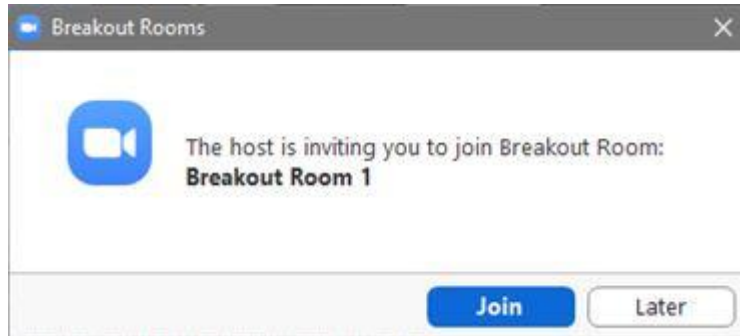 Breakout Rooms
The host is inviting you to join Breakout Room:
Breakout Room 1
Join
Later